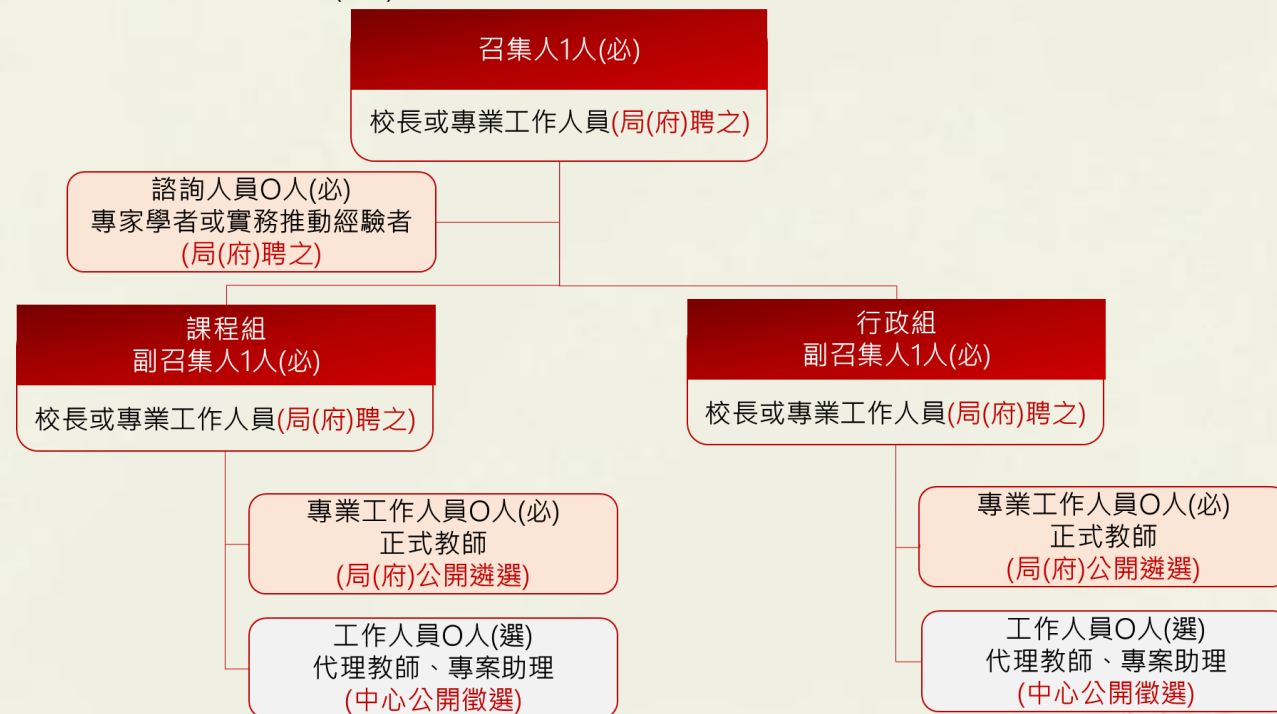 召集人1人(必)
校長或專業工作人員(局(府)聘之)
諮詢人員O人(必)
專家學者或實務推動經驗者
(局(府)聘之)
課程組
副召集人1人(必)
校長或專業工作人員(局(府)聘之)
行政組
副召集人1人(必)
校長或專業工作人員(局(府)聘之)
專業工作人員O人(必)
正式教師
(局(府)公開遴選)
工作人員O人(選)
代理教師、專案助理
(中心公開徵選)
專業工作人員O人(必)
正式教師
(局(府)公開遴選)
工作人員O人(選)
代理教師、專案助理
(中心公開徵選)